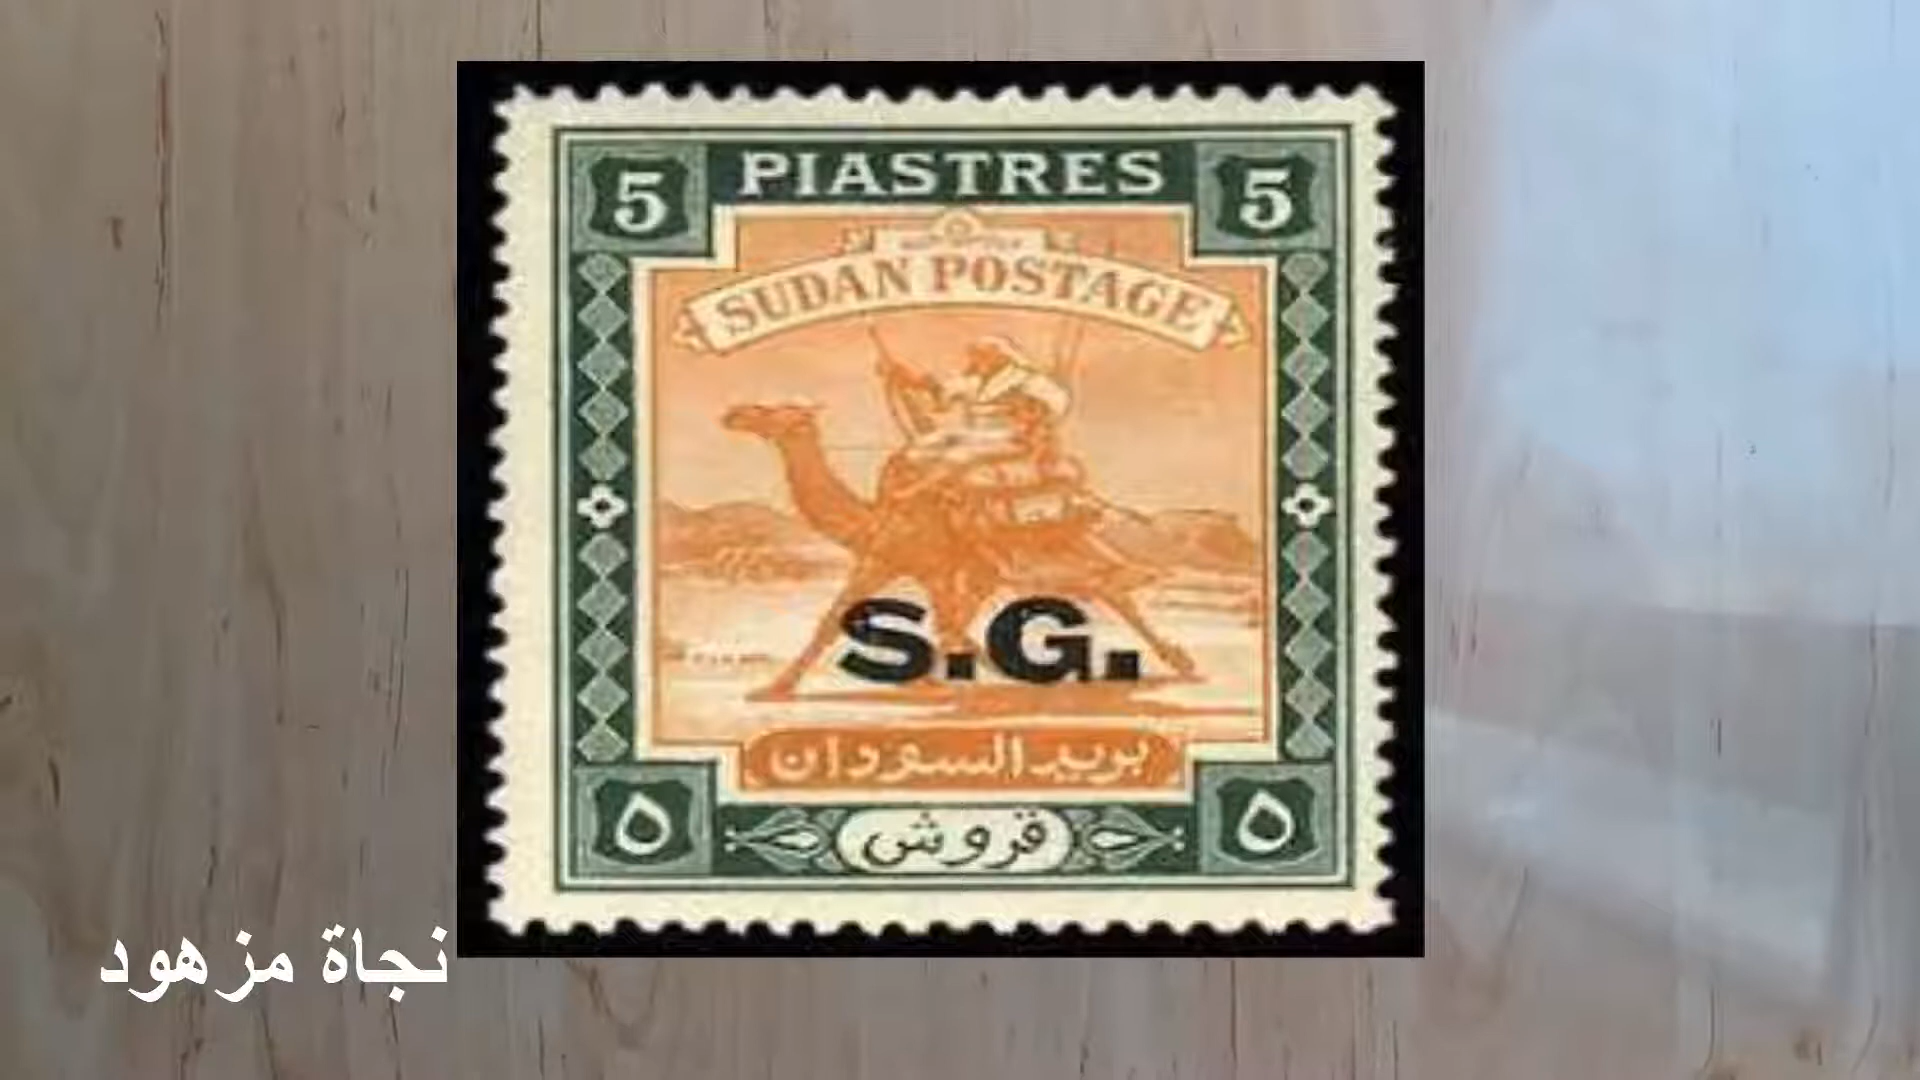 5 PIASTRES 5
SUDAN POSTAGE
S.G.
بريد السودان
٥ قروش ٥
نجاة مزهود